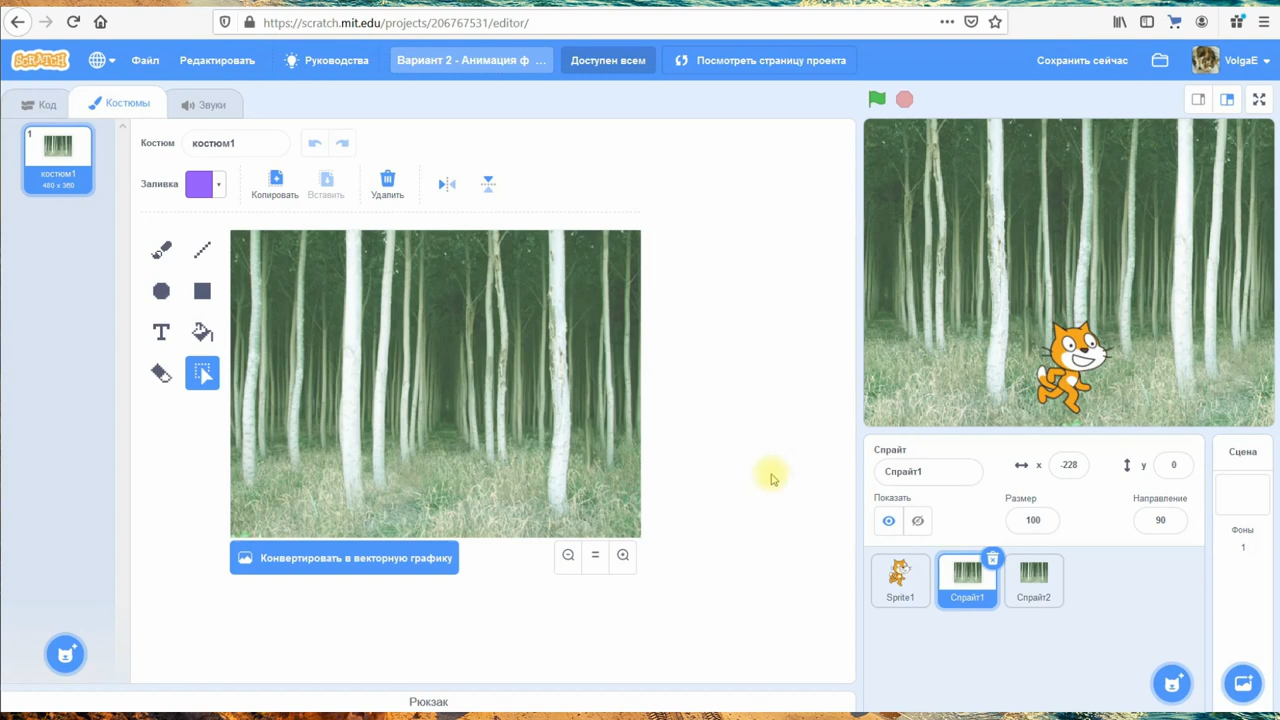 https://scratch.mit.edu/projects/206767531/editor/
SCRATCH
Файл
Редактировать
Руководства
Вариант 2 - Анимация ф ...
Доступен всем
Посмотреть страницу проекта
Сохранить сейчас
VolgaE
Код
Костюмы
Звуки
1
костюм1
480 x 360
Костюм
костюм1
Заливка
Копировать
Вставить
Удалить
T
Конвертировать в векторную графику
=
Рюкзак
Спрайт
Спрайт1
x
-228
y
0
Показать
Размер
Направление
100
90
Sprite1
Спрайт1
Спрайт2
Сцена
Фоны
1